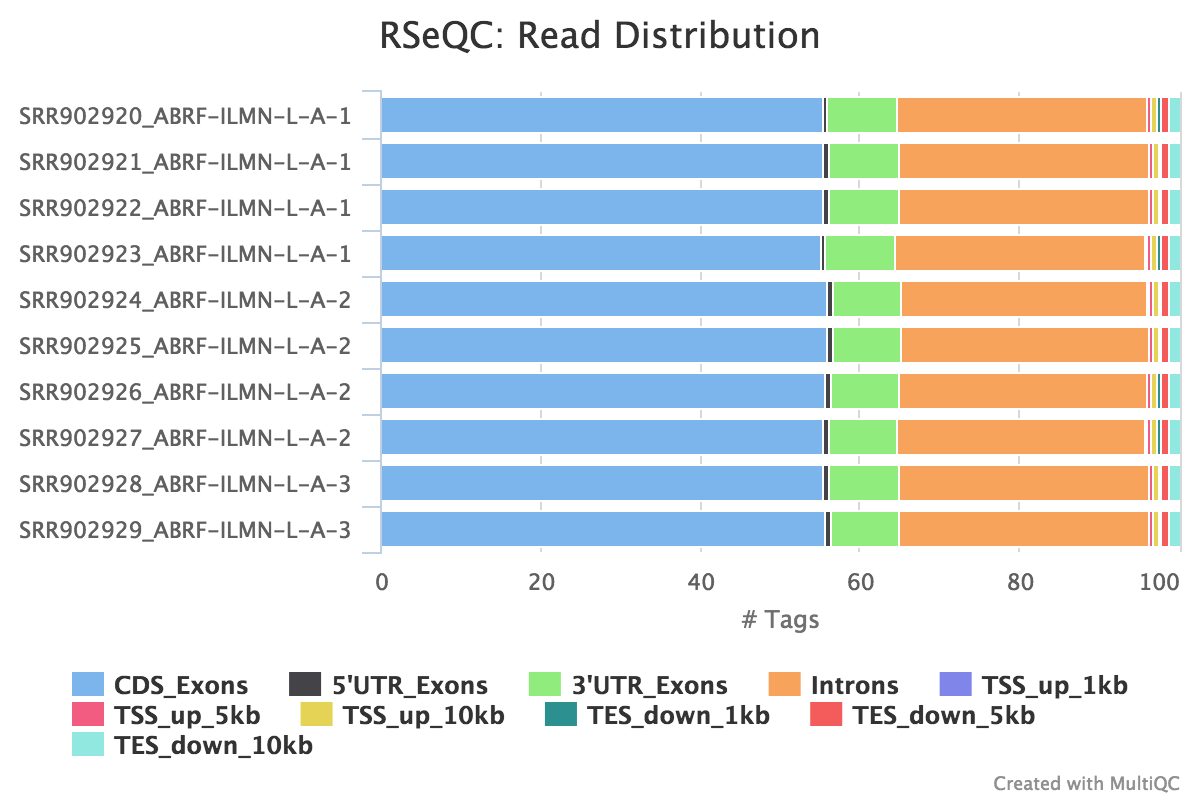 RSeQC: Read Distribution
SRR902920_ABRF-ILMN-L-A-1
SRR902921_ABRF-ILMN-L-A-1
SRR902922_ABRF-ILMN-L-A-1
SRR902923_ABRF-ILMN-L-A-1
SRR902924_ABRF-ILMN-L-A-2
SRR902925_ABRF-ILMN-L-A-2
SRR902926_ABRF-ILMN-L-A-2
SRR902927_ABRF-ILMN-L-A-2
SRR902928_ABRF-ILMN-L-A-3
SRR902929_ABRF-ILMN-L-A-3
0 20 40 60 80 100
# Tags
CDS_Exons 5'UTR_Exons 3'UTR_Exons Introns TSS_up_1kb
TSS_up_5kb TSS_up_10kb TES_down_1kb TES_down_5kb
TES_down_10kb
Created with MultiQC